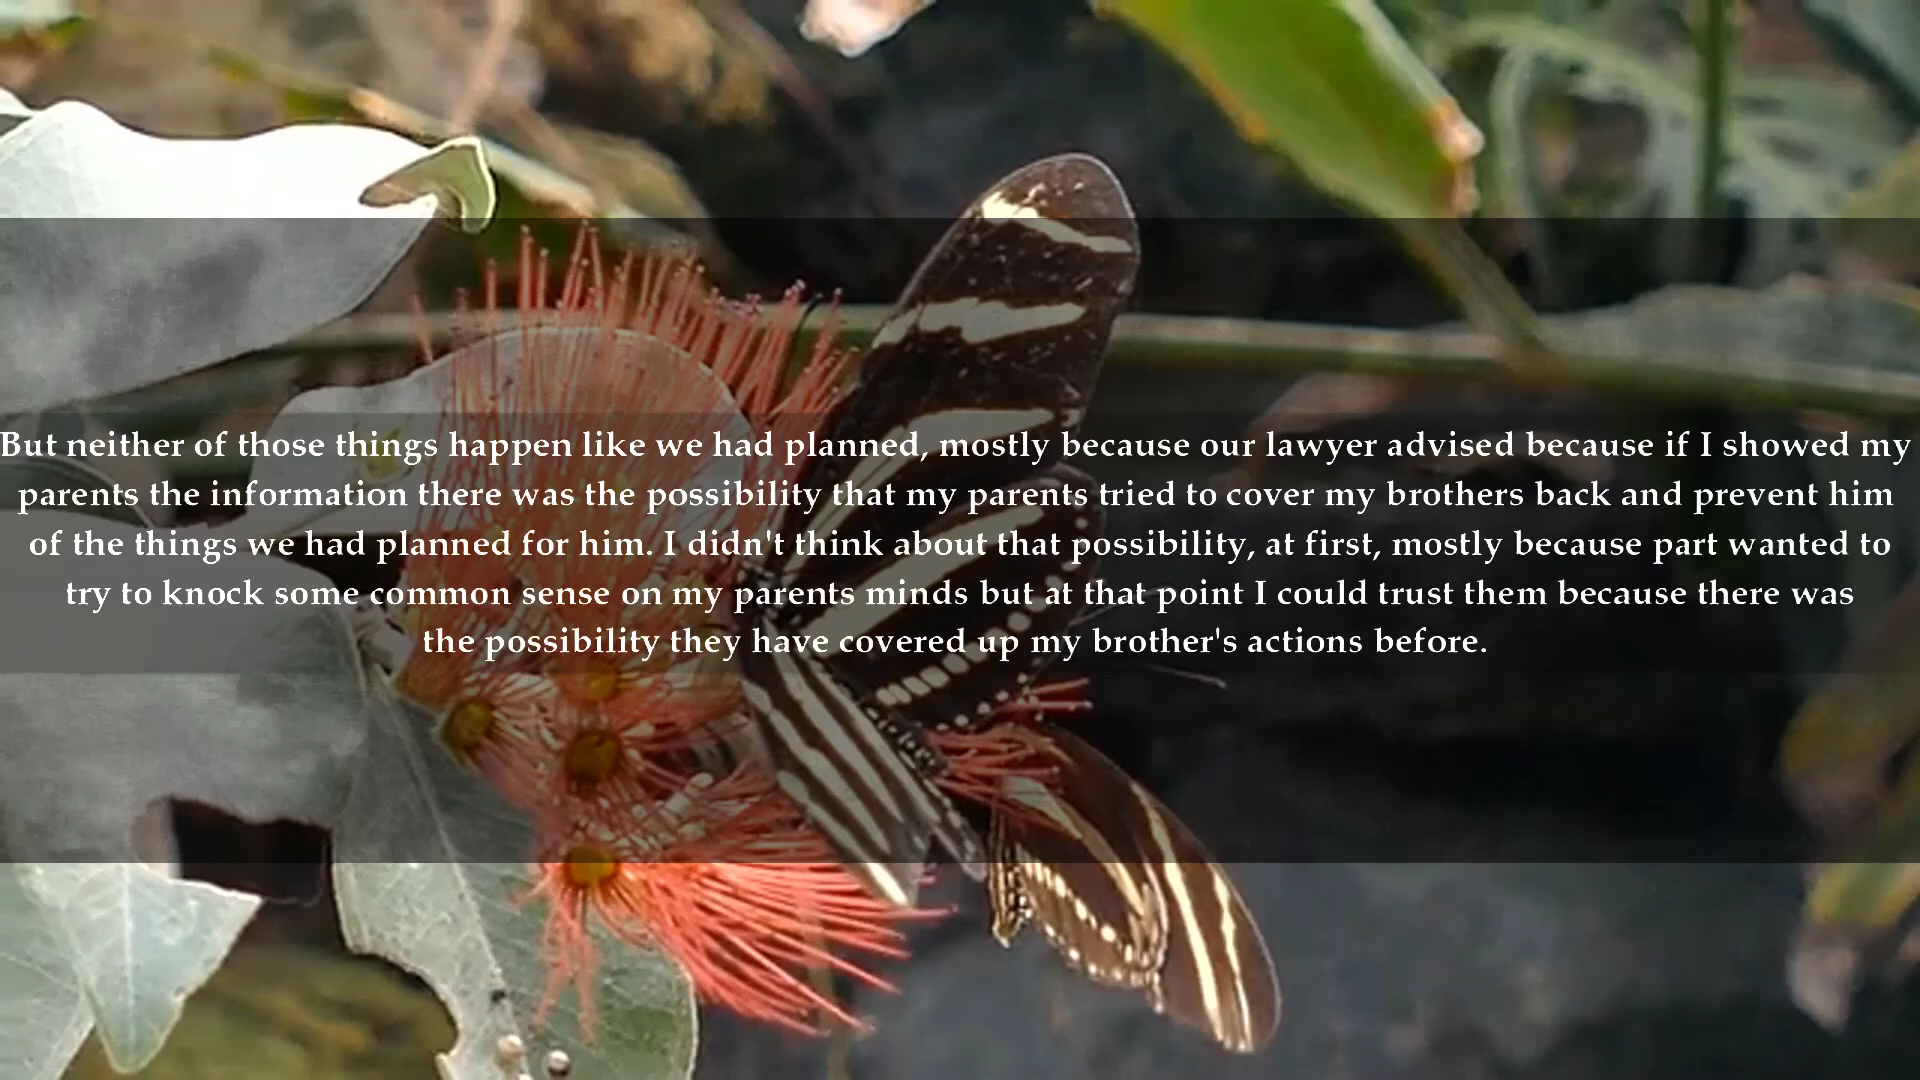 But neither of those things happen like we had planned, mostly because our lawyer advised because if I showed my
parents the information there was the possibility that my parents tried to cover my brothers back and prevent him
of the things we had planned for him. I didn't think about that possibility, at first, mostly because part wanted to
try to knock some common sense on my parents minds but at that point I could trust them because there was
the possibility they have covered up my brother's actions before.